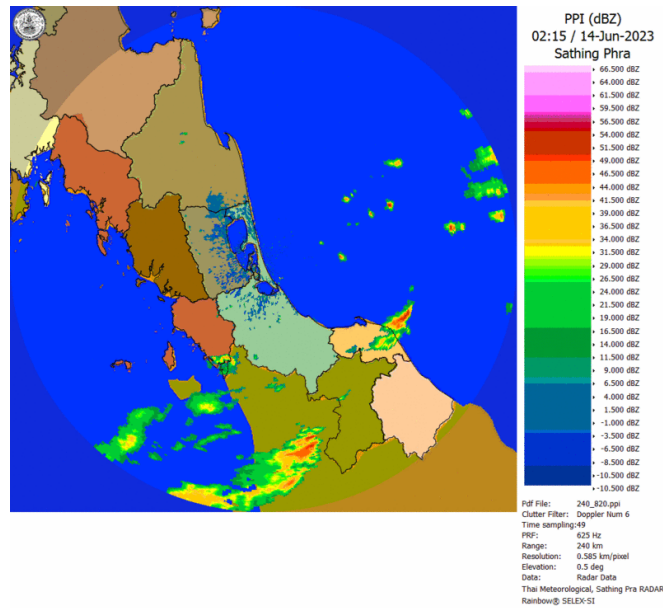 PPI (dBZ)
02:15 / 14-Jun-2023
Sathing Phra
66.500 dBZ
64.000 dBZ
61.500 dBZ
59.500 dBZ
56.500 dBZ
54.000 dBZ
51.500 dBZ
49.000 dBZ
46.500 dBZ
44.000 dBZ
41.500 dBZ
39.000 dBZ
36.500 dBZ
34.000 dBZ
31.500 dBZ
29.000 dBZ
26.500 dBZ
24.000 dBZ
21.500 dBZ
19.000 dBZ
16.500 dBZ
14.000 dBZ
11.500 dBZ
9.000 dBZ
6.500 dBZ
4.000 dBZ
1.500 dBZ
-1.000 dBZ
-3.500 dBZ
-6.500 dBZ
-8.500 dBZ
-10.500 dBZ
-10.500 dBZ
Pdf File: 240_820.ppi
Clutter Filter: Doppler Num 6
Time sampling:49
PRF: 625 Hz
Range: 240 km
Resolution: 0.585 km/pixel
Elevation: 0.5 deg
Data: Radar Data
Thai Meteorological, Sathing Pra RADAR
Rainbow® SELEX-SI